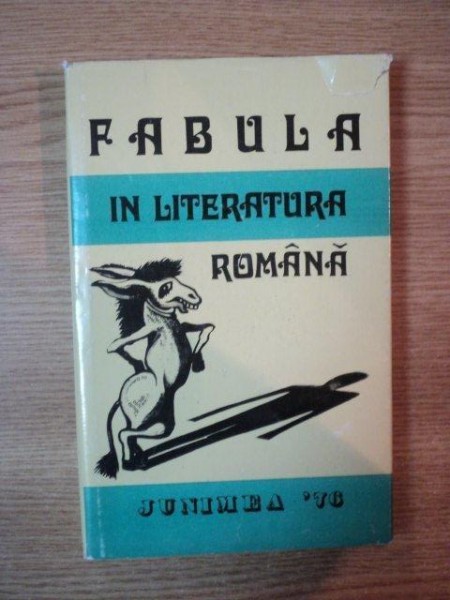 FABULA
IN LITERATURA
ROMÂNĂ
JUNIMEA '76